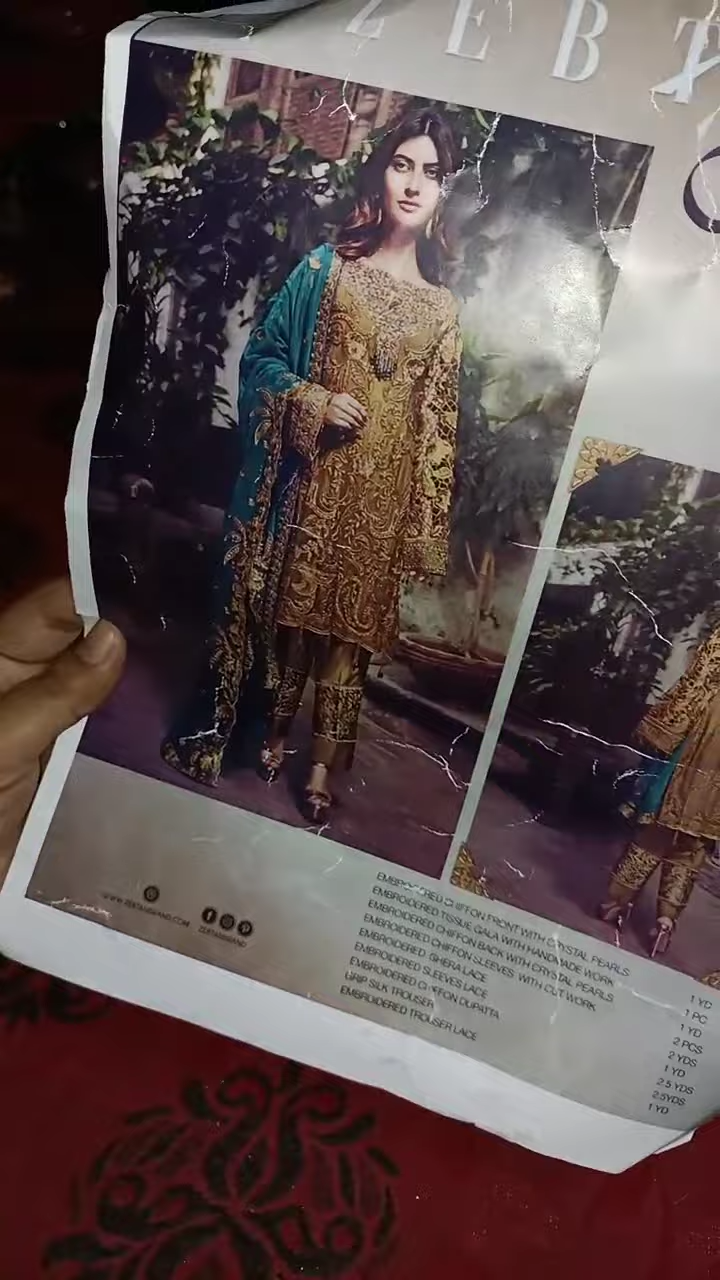 ZEBT
EMBROIDERED CHIFFON FRONT WITH CRYSTAL PEARLS 1 YD
EMBROIDERED TISSUE GALA WITH HANDMADE WORK 1 PC
EMBROIDERED CHIFFON BACK WITH CRYSTAL PEARLS 1 YD
EMBROIDERED CHIFFON SLEEVES WITH CUT WORK 2 PCS
EMBROIDERED GHERA LACE 2 YDS
EMBROIDERED SLEEVES LACE 1 YD
EMBROIDERED CHIFFON DUPATTA 2.5 YDS
GRIP SILK TROUSER 2.5YDS
EMBROIDERED TROUSER LACE 1 YD